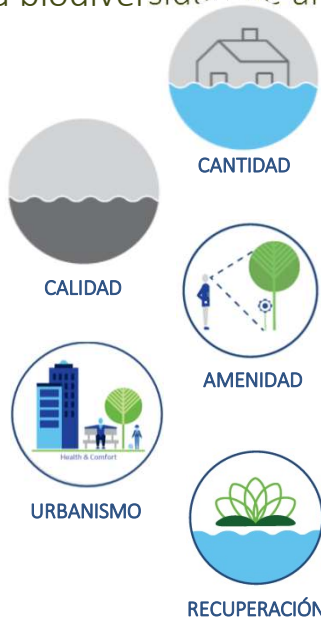 CANTIDAD
CALIDAD
AMENIDAD
Health & Comfort
URBANISMO
RECUPERACIÓN